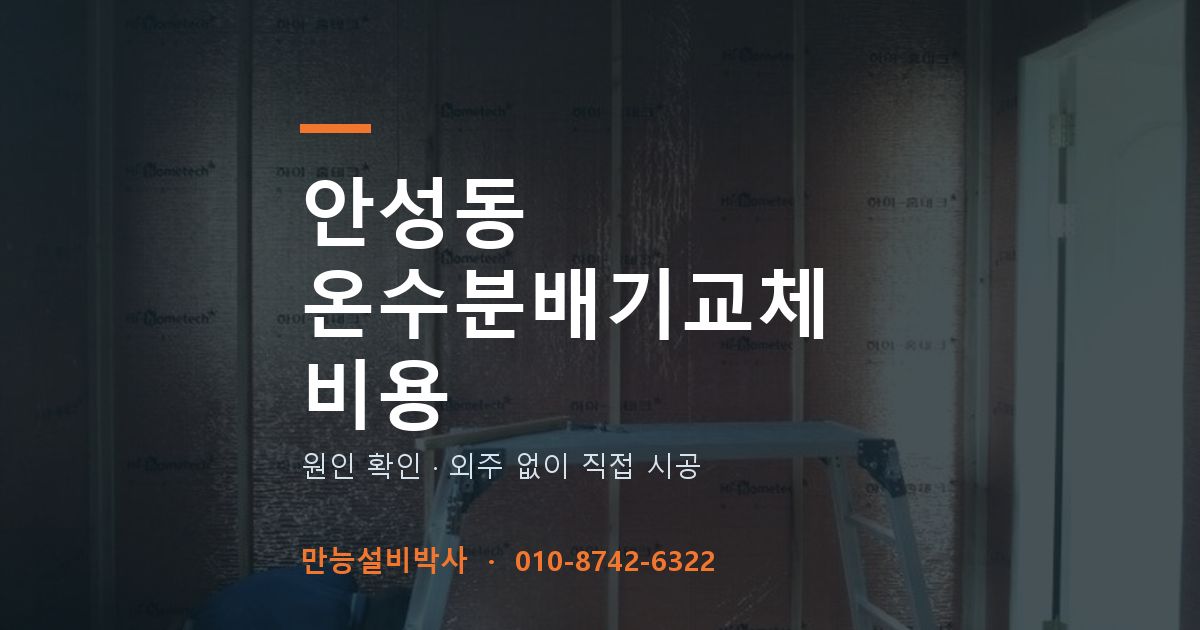 안성동
온수분배기교체
비용
원인 확인 · 외주 없이 직접 시공
만능설비박사 · 010-8742-6322